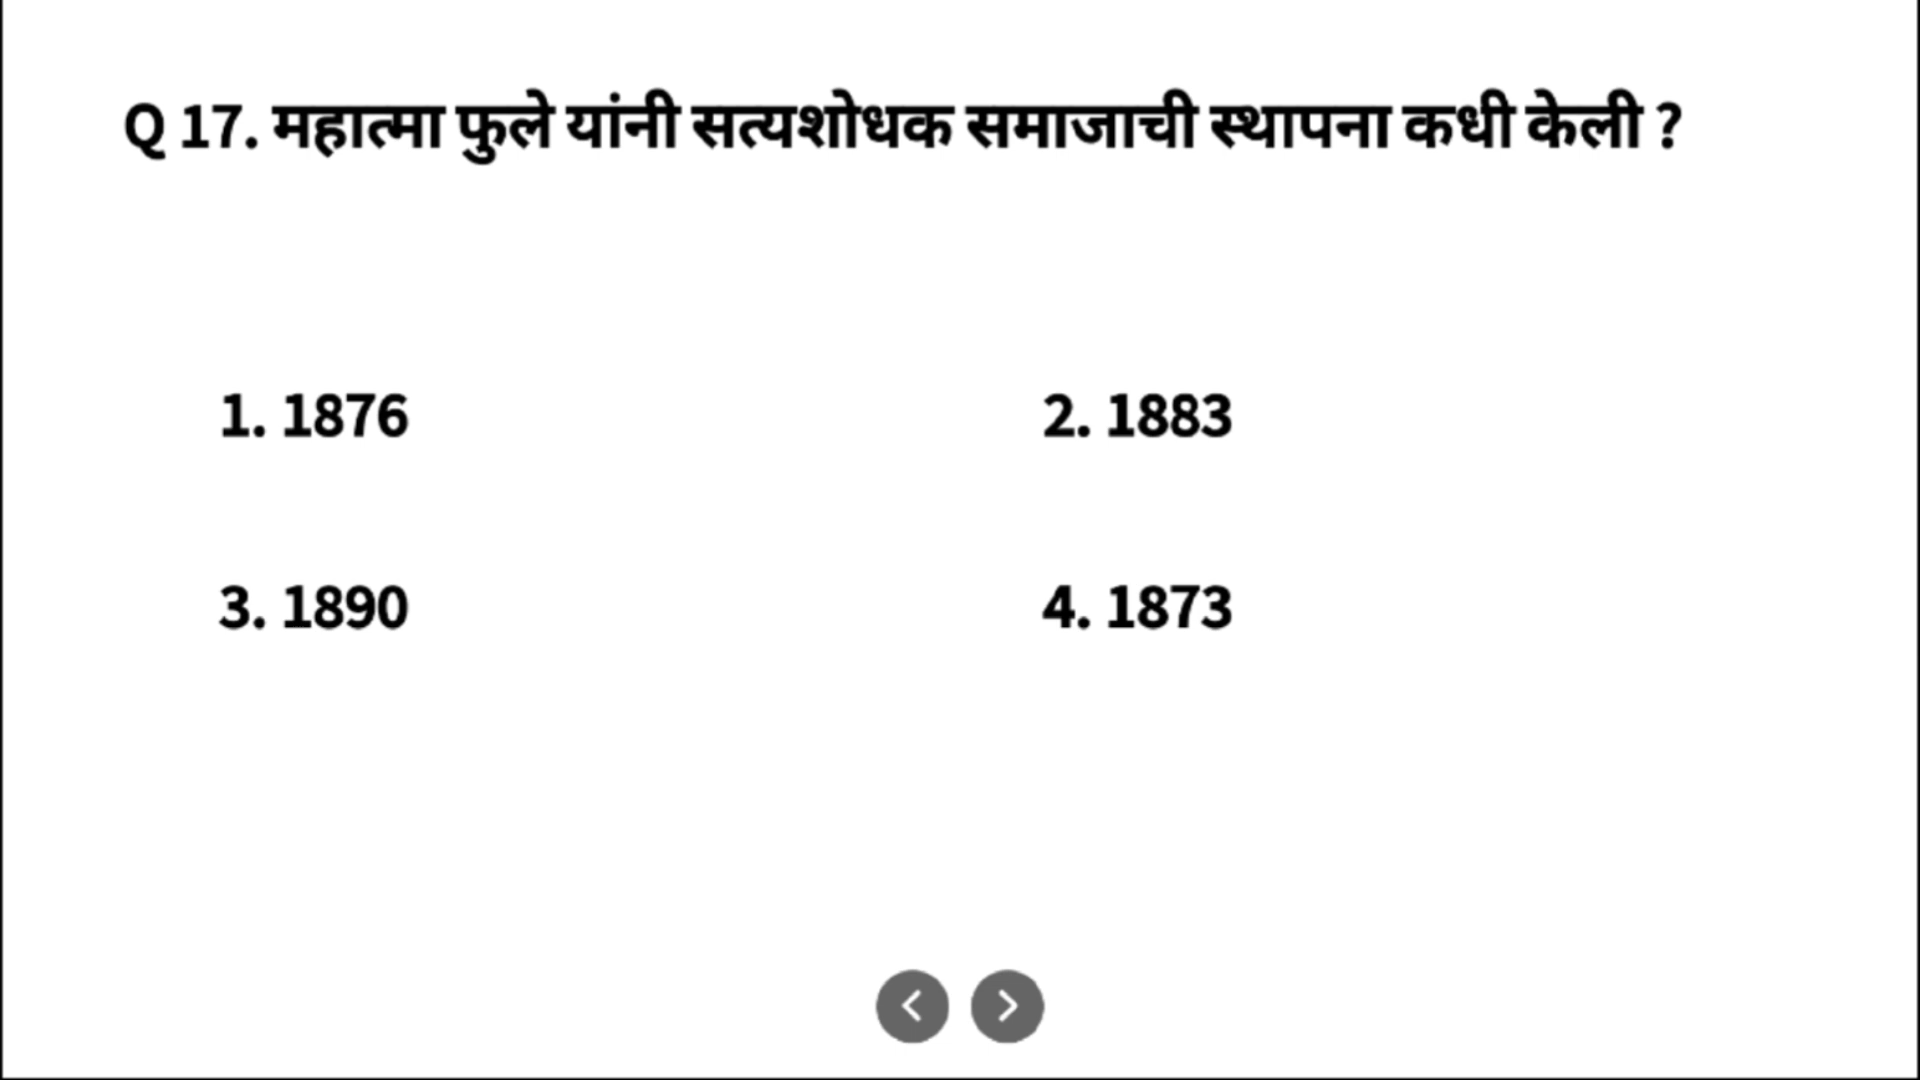 Q 17. महात्मा फुले यांनी सत्यशोधक समाजाची स्थापना कधी केली ?
1. 1876
2. 1883
3. 1890
4. 1873